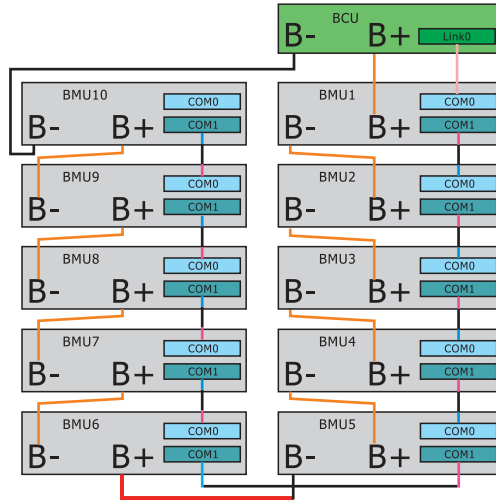 BCU
B- B+ Link0
BMU10 COM0
COM1
B- B+
BMU1 COM0
COM1
B- B+
BMU9 COM0
COM1
B- B+
BMU2 COM0
COM1
B- B+
BMU8 COM0
COM1
B- B+
BMU3 COM0
COM1
B- B+
BMU7 COM0
COM1
B- B+
BMU4 COM0
COM1
B- B+
BMU6 COM0
COM1
B- B+
BMU5 COM0
COM1
B- B+